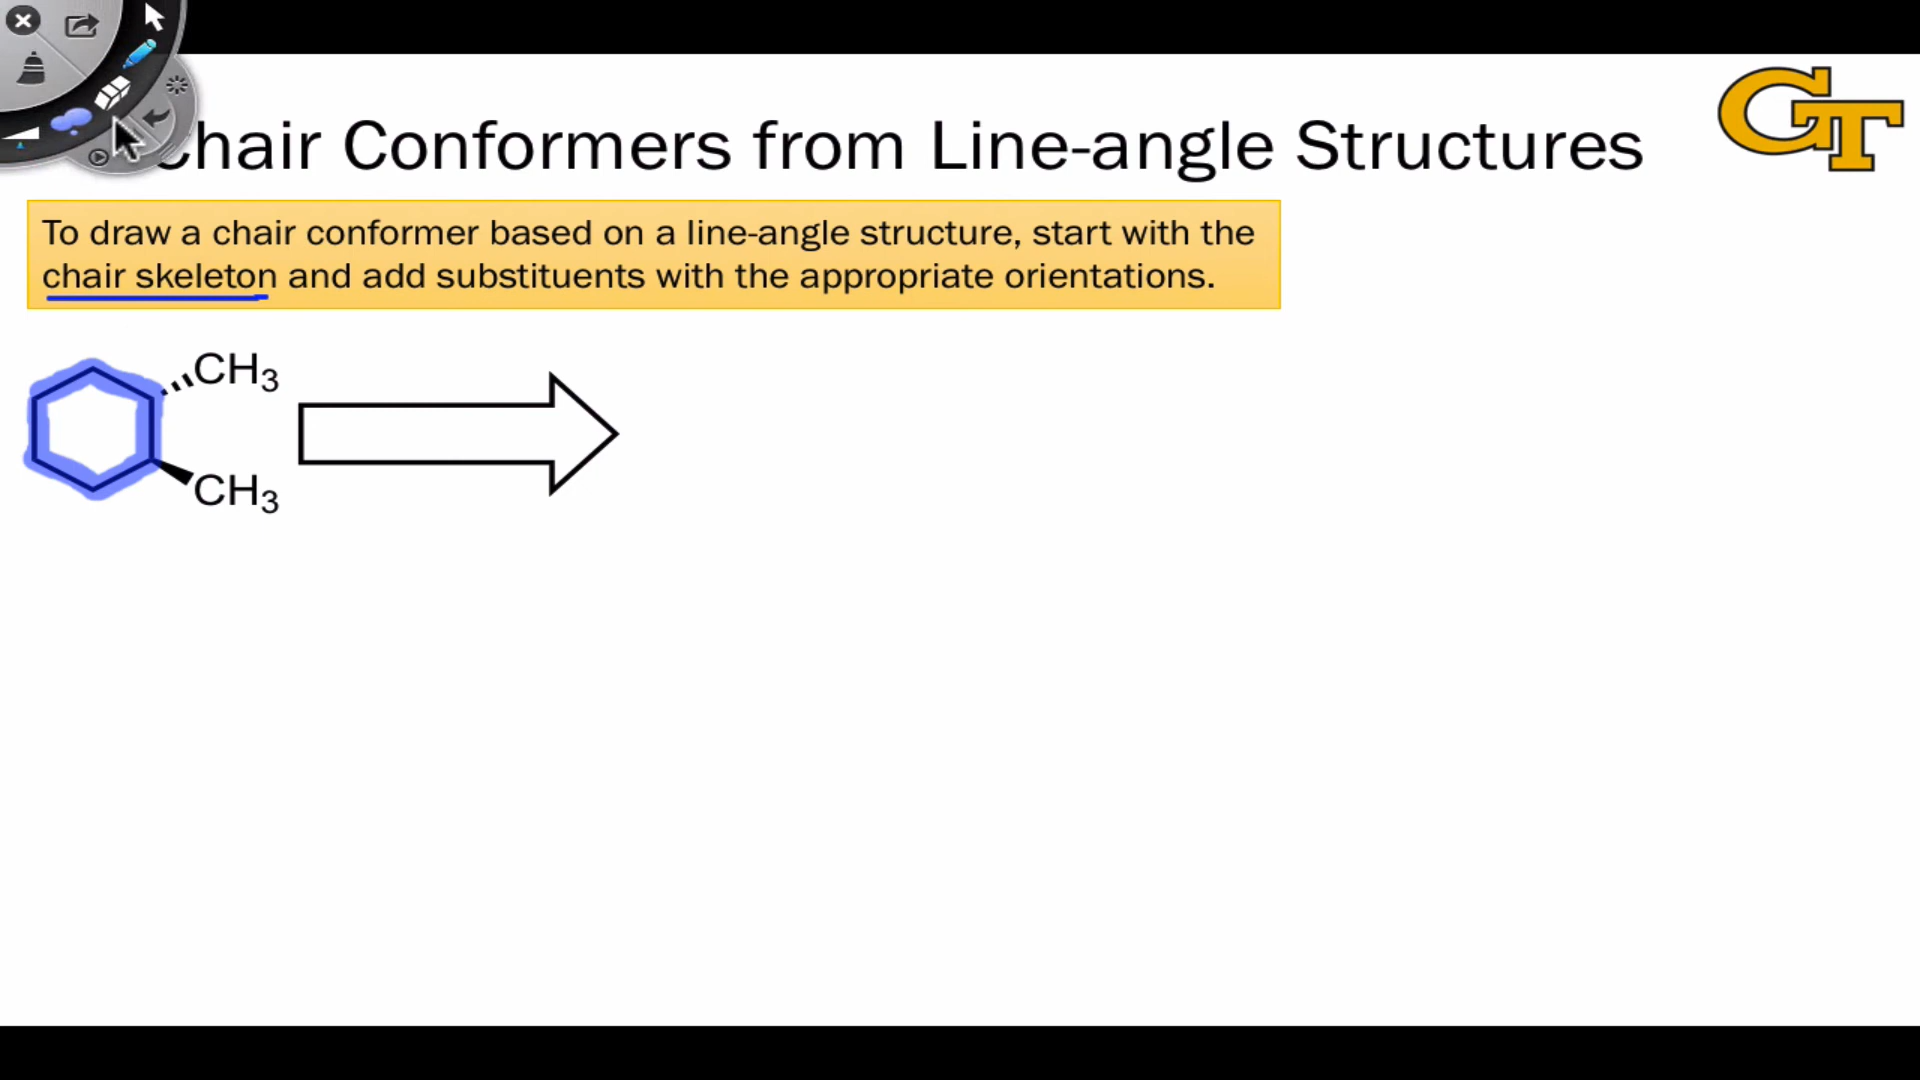 Chair Conformers from Line-angle Structures
GT
To draw a chair conformer based on a line-angle structure, start with the
chair skeleton and add substituents with the appropriate orientations.
CH3
CH3